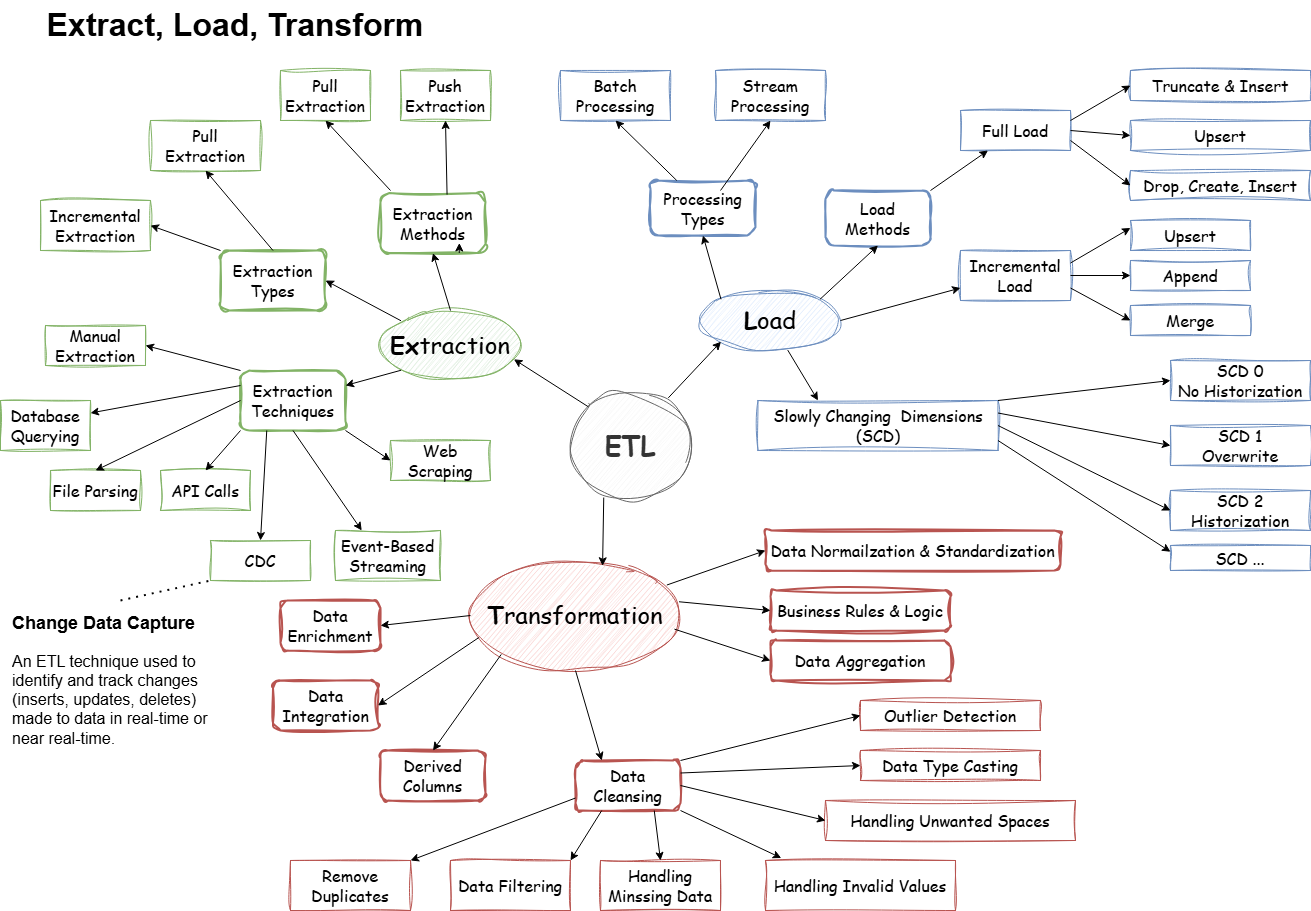 Extract, Load, Transform
Pull
Extraction
Push
Extraction
Pull
Extraction
Incremental
Extraction
Extraction
Methods
Extraction
Types
Extraction
Manual
Extraction
Extraction
Techniques
Database
Querying
File Parsing
API Calls
CDC
Event-Based
Streaming
Web
Scraping
Change Data Capture
An ETL technique used to
identify and track changes
(inserts, updates, deletes)
made to data in real-time or
near real-time.
ETL
Batch
Processing
Stream
Processing
Processing
Types
Load
Methods
Load
Full Load
Truncate & Insert
Upsert
Drop, Create, Insert
Incremental
Load
Upsert
Append
Merge
Slowly Changing Dimensions
(SCD)
SCD 0
No Historization
SCD 1
Overwrite
SCD 2
Historization
SCD ...
Transformation
Data Normailzation & Standardization
Business Rules & Logic
Data Aggregation
Data
Enrichment
Data
Integration
Derived
Columns
Data
Cleansing
Outlier Detection
Data Type Casting
Handling Unwanted Spaces
Remove
Duplicates
Data Filtering
Handling
Minssing Data
Handling Invalid Values